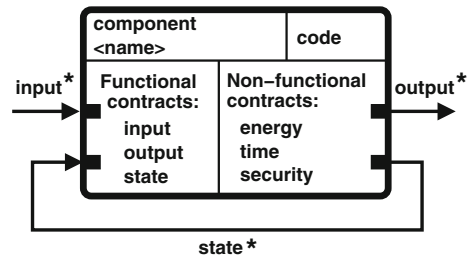 component
<name>
code
input*
Functional
contracts:
input
output
state
Non-functional
contracts:
energy
time
security
output*
state*